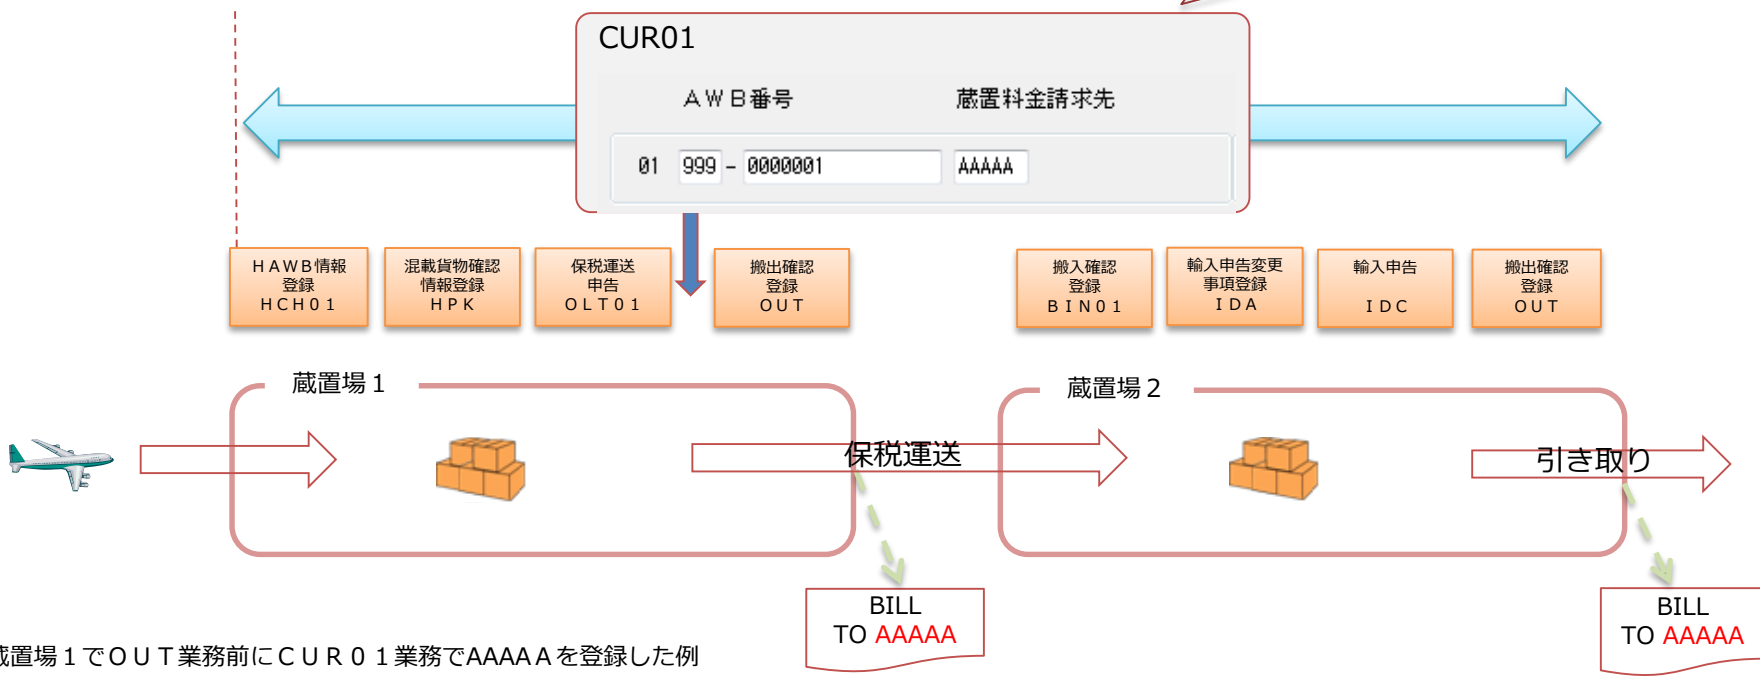 CUR01
ＡＷＢ番号 蔵置料金請求先
01 999 - 0000001 AAAAA
ＨＡＷＢ情報
登録
ＨＣＨ０１
混載貨物確認
情報登録
ＨＰＫ
保税運送
申告
ＯＬＴ０１
搬出確認
登録
ＯＵＴ
搬入確認
登録
ＢＩＮ０１
輸入申告変更
事項登録
ＩＤＡ
輸入申告
ＩＤＣ
搬出確認
登録
ＯＵＴ
蔵置場１
蔵置場２
保税運送
引き取り
BILL
TO AAAAA
BILL
TO AAAAA
蔵置場１でＯＵＴ業務前にＣＵＲ０１業務でAAAAＡを登録した例